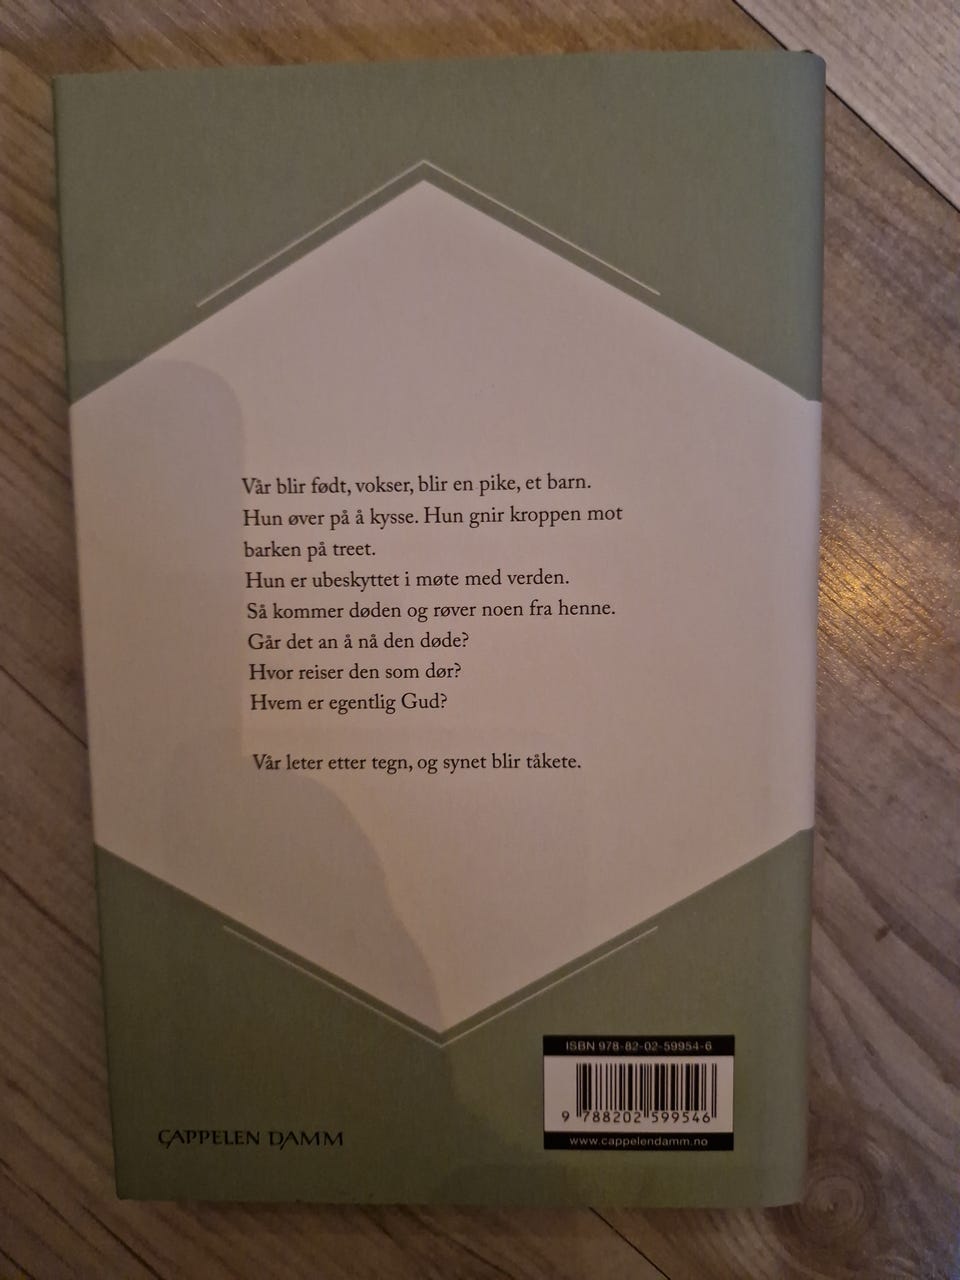 Vår blir født, vokser, blir en pike, et barn.
Hun øver på å kysse. Hun gnir kroppen mot
barken på treet.
Hun er ubeskyttet i møte med verden.
Så kommer døden og røver noen fra henne.
Går det an å nå den døde?
Hvor reiser den som dør?
Hvem er egentlig Gud?
Vår leter etter tegn, og synet blir tåkete.
ISBN 978-82-02-59954-6
9 788202 599546
www.cappelendamm.no
CAPPELEN DAMM